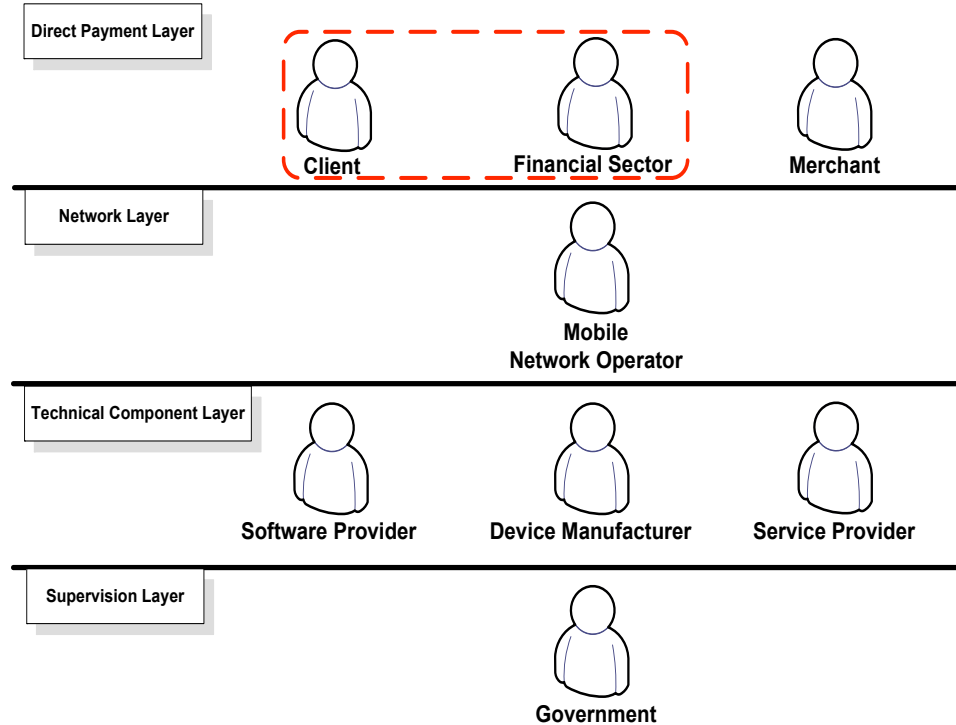 Direct Payment Layer
Client
Financial Sector
Merchant
Network Layer
Mobile
Network Operator
Technical Component Layer
Software Provider
Device Manufacturer
Service Provider
Supervision Layer
Government